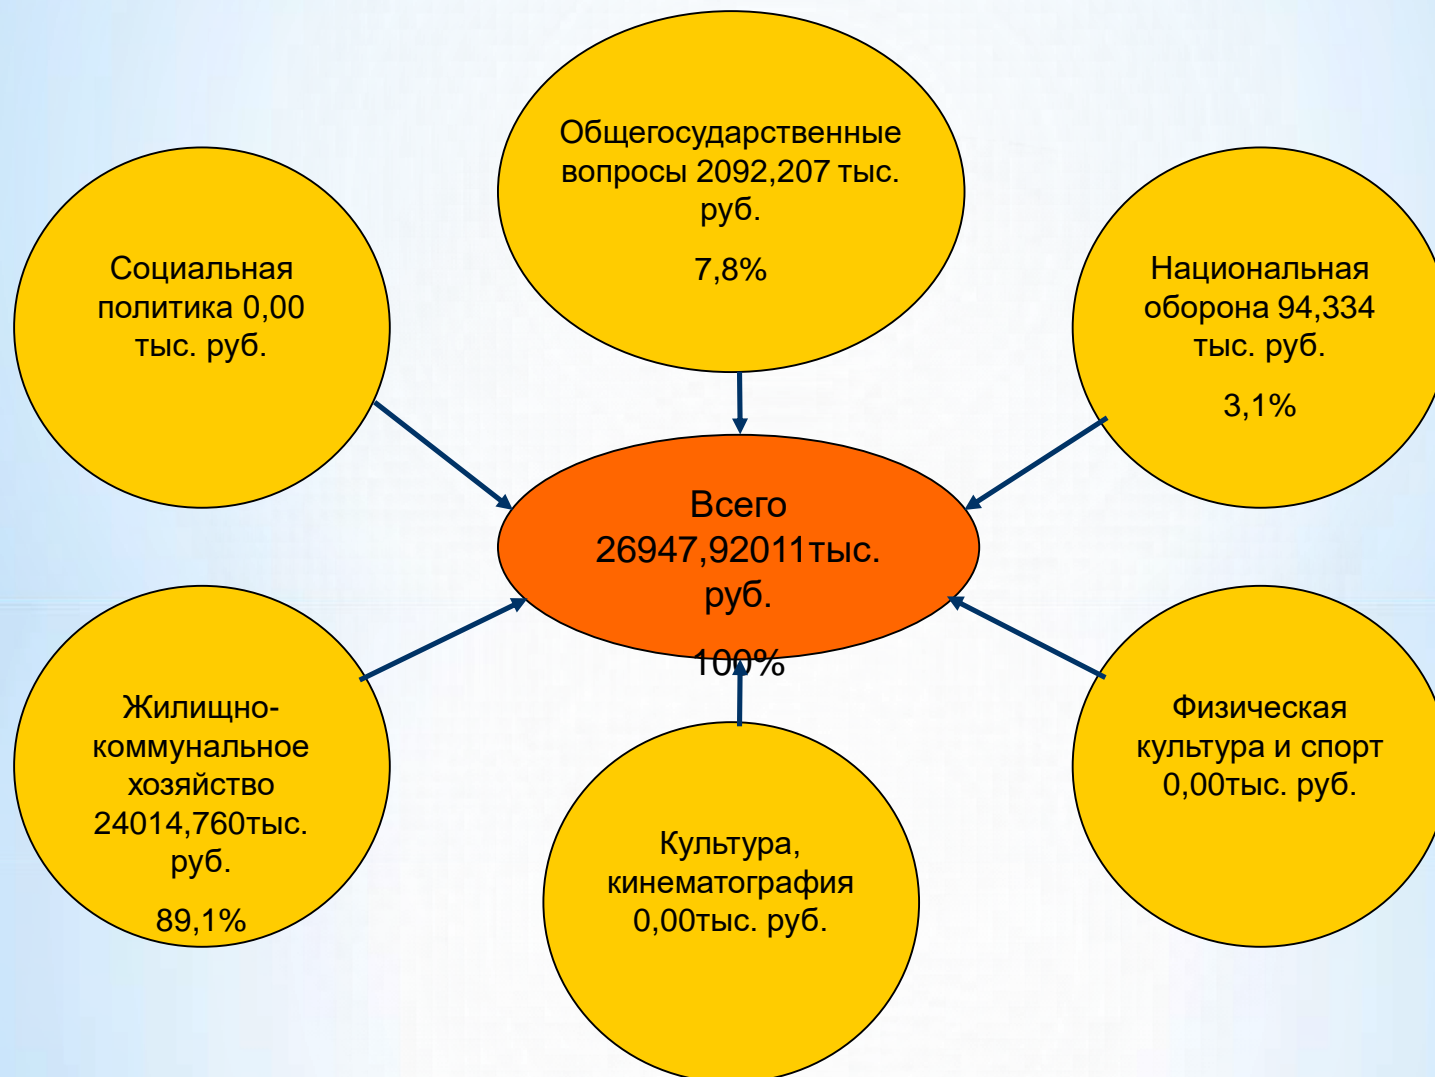 Общегосударственные
вопросы 2092,207 тыс.
руб.
7,8%
Социальная
политика 0,00
тыс. руб.
Национальная
оборона 94,334
тыс. руб.
3,1%
Всего
26947,92011тыс.
руб.
100%
Жилищно-
коммунальное
хозяйство
24014,760тыс.
руб.
89,1%
Культура,
кинематография
0,00тыс. руб.
Физическая
культура и спорт
0,00тыс. руб.